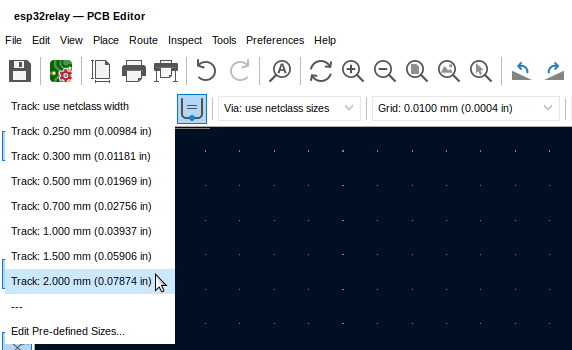 esp32relay — PCB Editor
File Edit View Place Route Inspect Tools Preferences Help
Via: use netclass sizes Grid: 0.0100 mm (0.0004 in)
Track: use netclass width
Track: 0.250 mm (0.00984 in)
Track: 0.300 mm (0.01181 in)
Track: 0.500 mm (0.01969 in)
Track: 0.700 mm (0.02756 in)
Track: 1.000 mm (0.03937 in)
Track: 1.500 mm (0.05906 in)
Track: 2.000 mm (0.07874 in)
---
Edit Pre-defined Sizes...